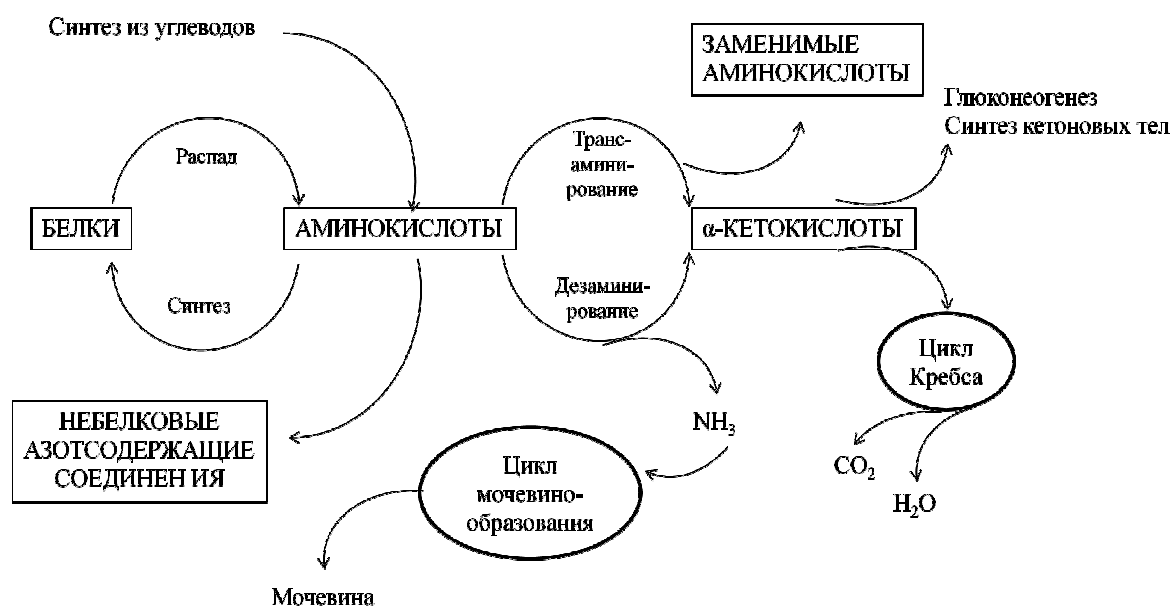 Синтез из углеводов
ЗАМЕНИМЫЕ
АМИНОКИСЛОТЫ
Глюконеогенез
Синтез кетоновых тел
Распад
Транс-
амини-
рование
БЕЛКИ
АМИНОКИСЛОТЫ
α-КЕТОКИСЛОТЫ
Синтез
Дезамини-
рование
Цикл
Кребса
НЕБЕЛКОВЫЕ
АЗОТСОДЕРЖАЩИЕ
СОЕДИНЕН ИЯ
NH₃
Цикл
мочевино-
образования
CO₂
H₂O
Мочевина